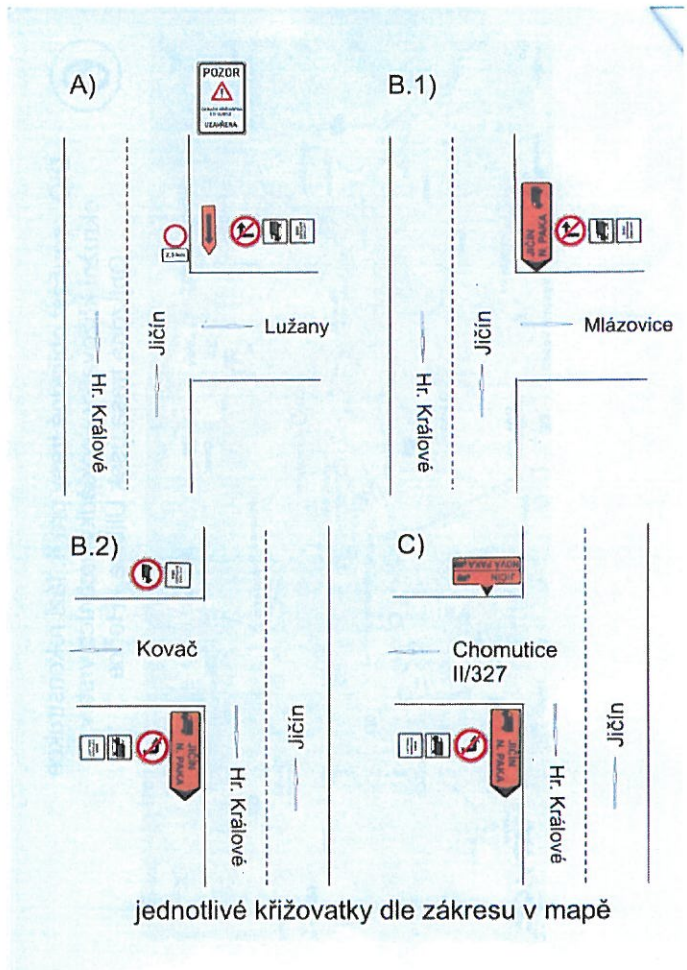 A)
POZOR
UZAVŘENA
2,5 km
Lužany
Jičín
Hr. Králové
B.1)
JIČÍN
N. PAKA
Mlázovice
Jičín
Hr. Králové
B.2)
Kovač
JIČÍN
N. PAKA
Hr. Králové
Jičín
C)
JIČÍN
NOVÁ PAKA
Chomutice
II/327
JIČÍN
N. PAKA
Hr. Králové
Jičín
jednotlivé křižovatky dle zákresu v mapě